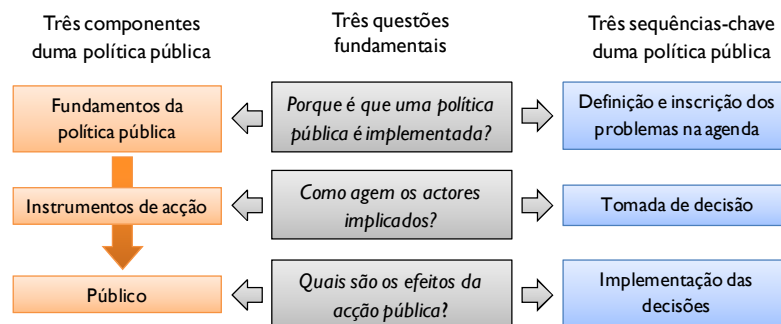 Três componentes
duma política pública
Três questões
fundamentais
Três sequências-chave
duma política pública
Fundamentos da
política pública
Porque é que uma política
pública é implementada?
Definição e inscrição dos
problemas na agenda
Instrumentos de acção
Como agem os actores
implicados?
Tomada de decisão
Público
Quais são os efeitos da
acção pública?
Implementação das
decisões